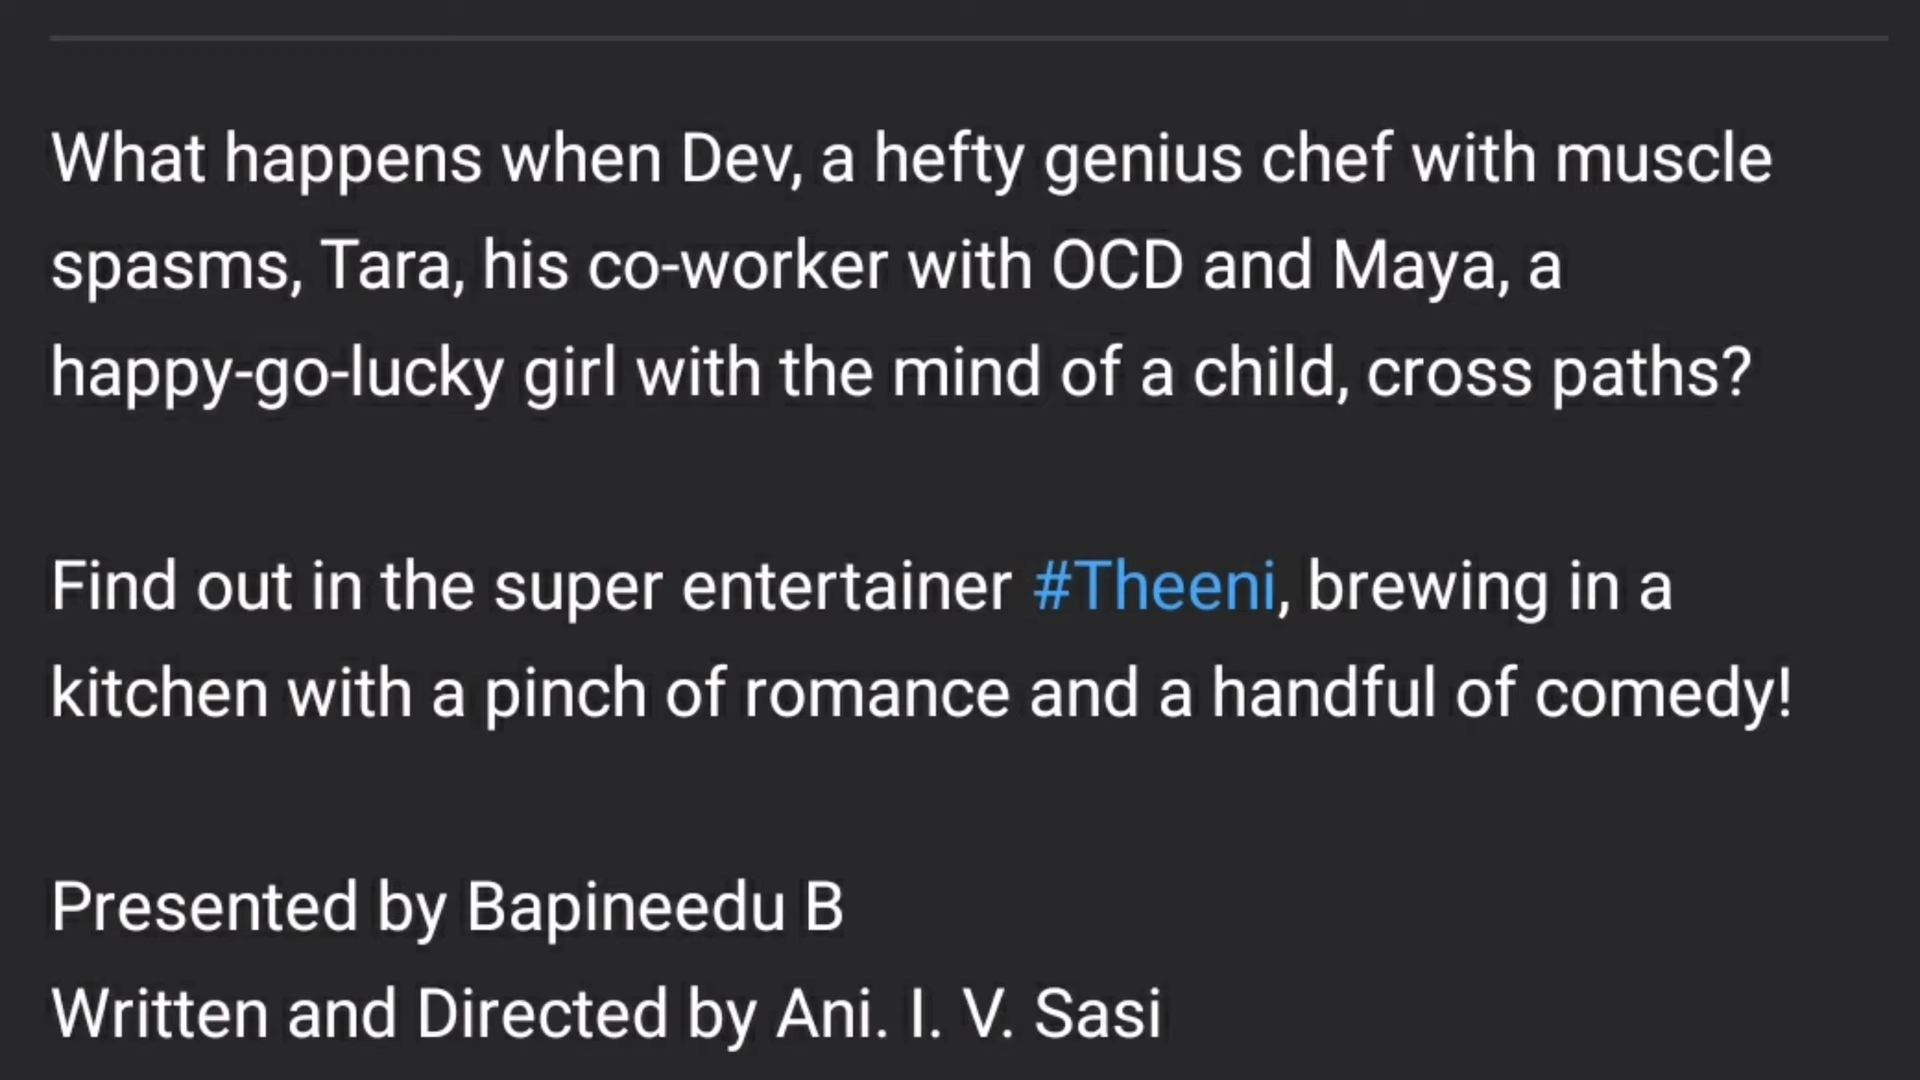 What happens when Dev, a hefty genius chef with muscle
spasms, Tara, his co-worker with OCD and Maya, a
happy-go-lucky girl with the mind of a child, cross paths?
Find out in the super entertainer #Theeni, brewing in a
kitchen with a pinch of romance and a handful of comedy!
Presented by Bapineedu B
Written and Directed by Ani. I. V. Sasi